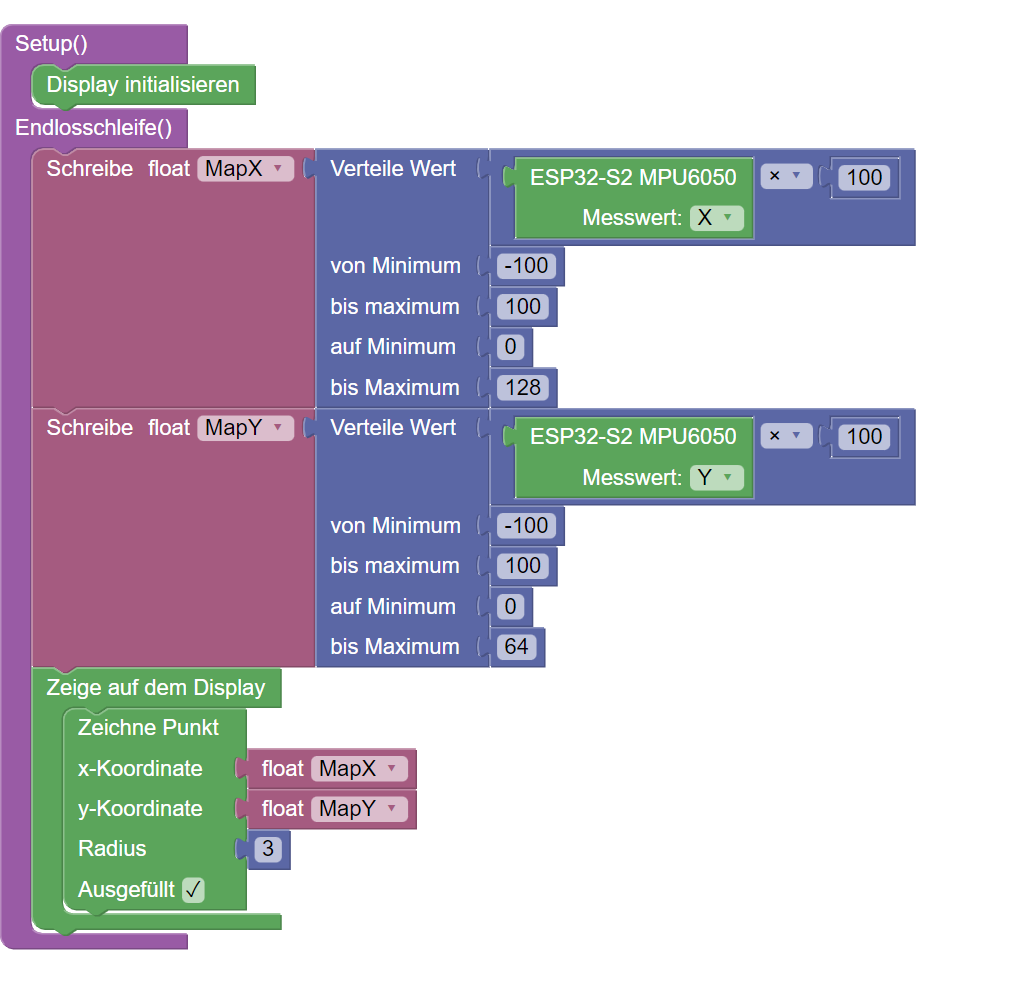 Setup()
Display initialisieren
Endlosschleife()
Schreibe float MapX Verteile Wert ESP32-S2 MPU6050 × 100
Messwert: X
von Minimum -100
bis maximum 100
auf Minimum 0
bis Maximum 128
Schreibe float MapY Verteile Wert ESP32-S2 MPU6050 × 100
Messwert: Y
von Minimum -100
bis maximum 100
auf Minimum 0
bis Maximum 64
Zeige auf dem Display
Zeichne Punkt
x-Koordinate float MapX
y-Koordinate float MapY
Radius 3
Ausgefüllt ✓